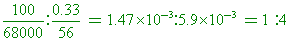 100/68000 : 0.33/56 = 1.47×10⁻³:5.9×10⁻³ = 1 :4